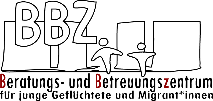 BBZ
Beratungs- und Betreuungszentrum
für junge Geflüchtete und Migrant*innen